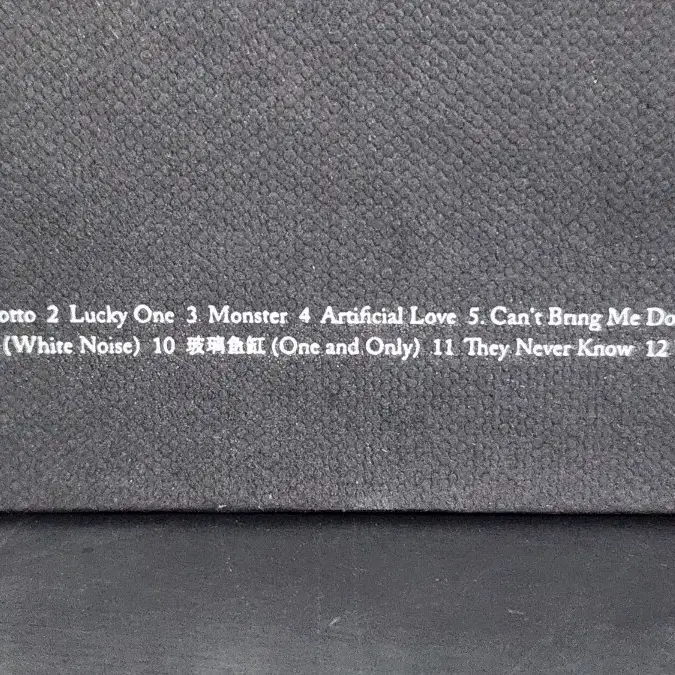 otto 2 Lucky One 3 Monster 4 Artificial Love 5. Can't Bring Me Do
(White Noise) 10 玻璃魚缸 (One and Only) 11 They Never Know 12